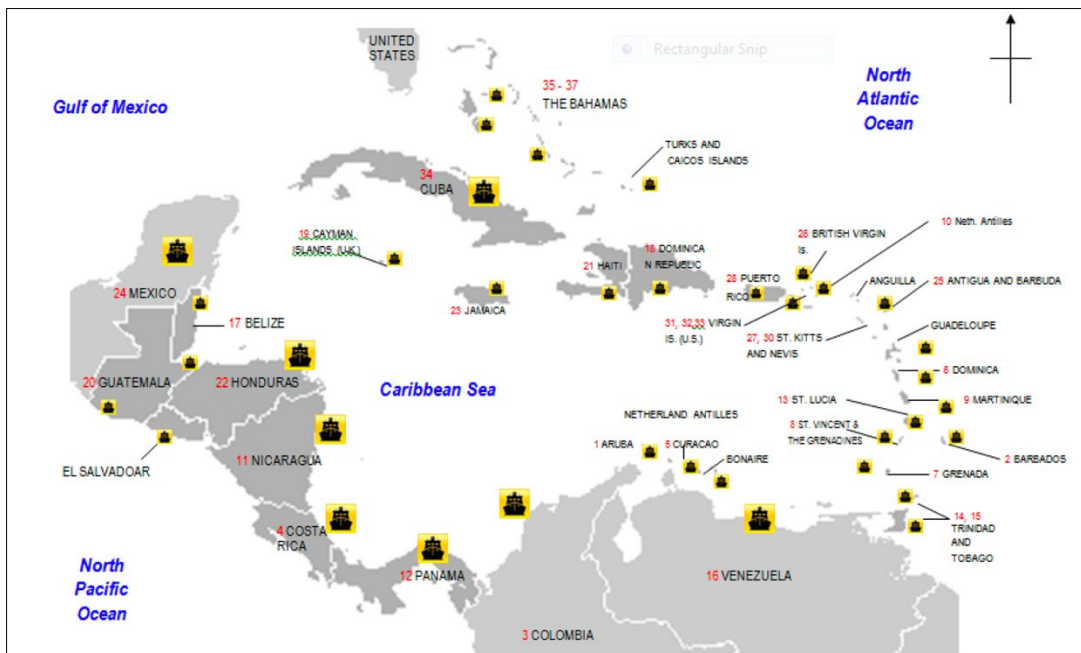 UNITED
STATES
Rectangular Snip
35 - 37
THE BAHAMAS
North
Atlantic
Ocean
Gulf of Mexico
TURKS AND
CAICOS ISLANDS
34
CUBA
19 CAYMAN
ISLANDS, (U.K.)
21 HAITI
18 DOMINICA
N REPUBLIC
26 BRITISH VIRGIN
Is.
10 Neth. Antilles
28 PUERTO
RICO
ANGUILLA
25 ANTIGUA AND BARBUDA
24 MEXICO
23 JAMAICA
17 BELIZE
31, 32,33 VIRGIN
IS. (U.S.)
27, 30 ST. KITTS
AND NEVIS
GUADELOUPE
20 GUATEMALA
22 HONDURAS
Caribbean Sea
6 DOMINICA
13 ST. LUCIA
9 MARTINIQUE
NETHERLAND ANTILLES
8 ST. VINCENT &
THE GRENADINES
1 ARUBA
5 CURACAO
BONAIRE
2 BARBADOS
EL SALVADOAR
11 NICARAGUA
7 GRENADA
4 COSTA
RICA
14, 15
TRINIDAD
AND
TOBAGO
North
Pacific
Ocean
12 PANAMA
16 VENEZUELA
3 COLOMBIA